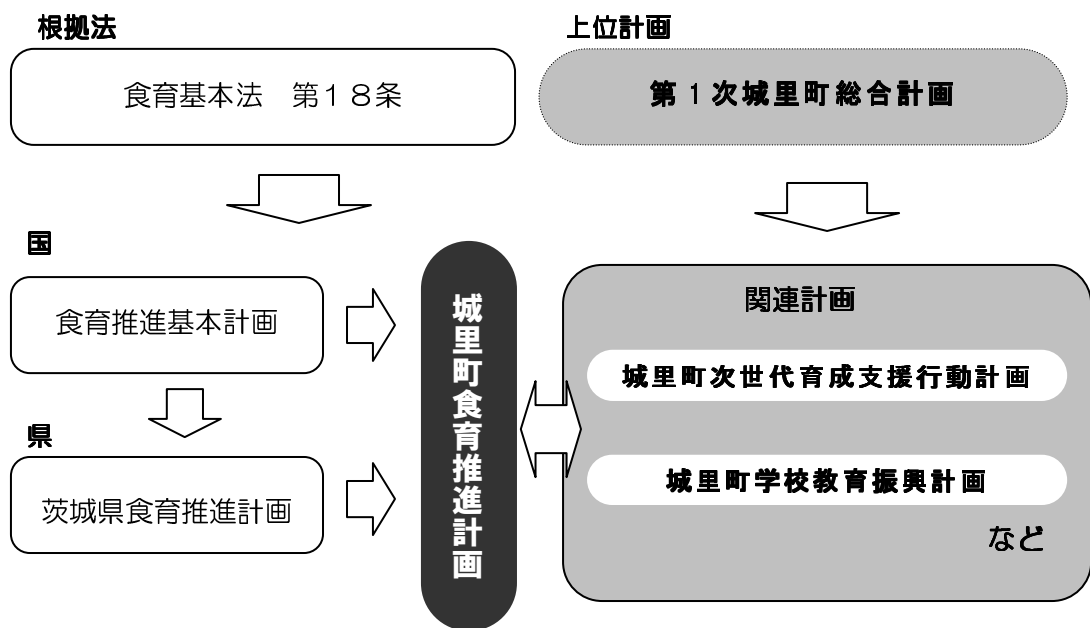 根拠法
食育基本法　第１８条
上位計画
第１次城里町総合計画
国
食育推進基本計画
県
茨城県食育推進計画
城里町食育推進計画
関連計画
城里町次世代育成支援行動計画
城里町学校教育振興計画
など